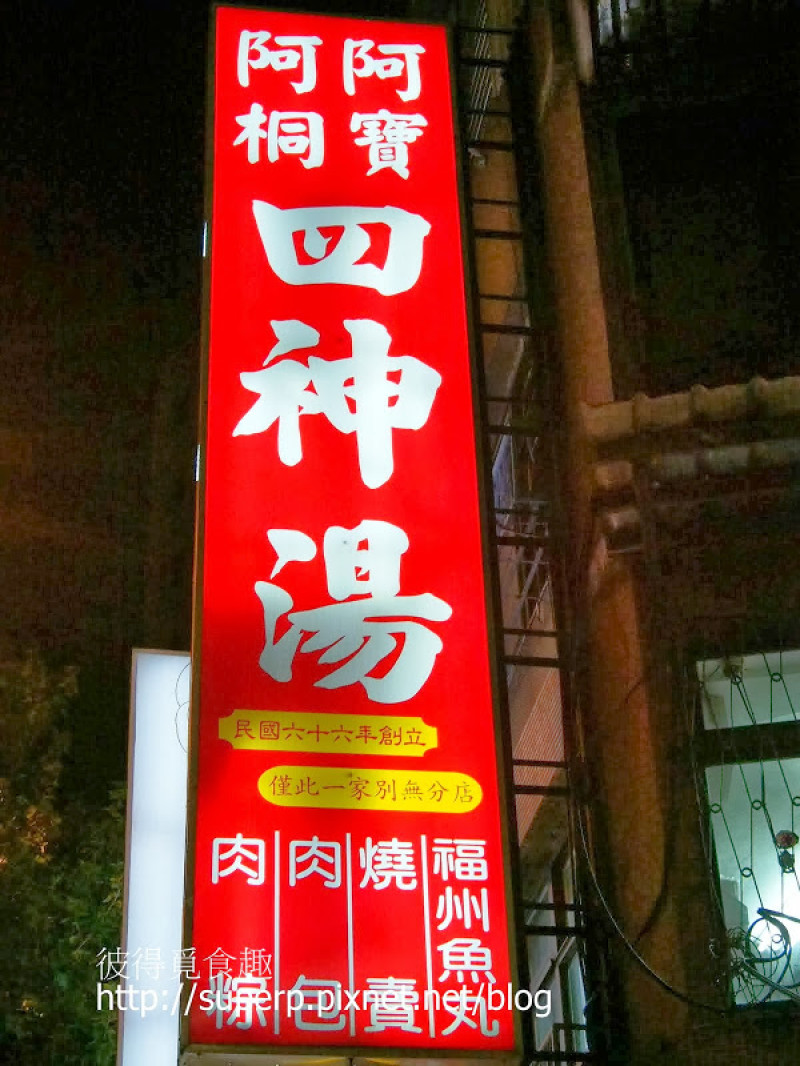 阿寶
阿桐
四神湯
民國六十六年創立
僅此一家別無分店
福州魚丸
燒賣
肉包
肉粽
彼得覓食趣
http://superp.pixnet.net/blog